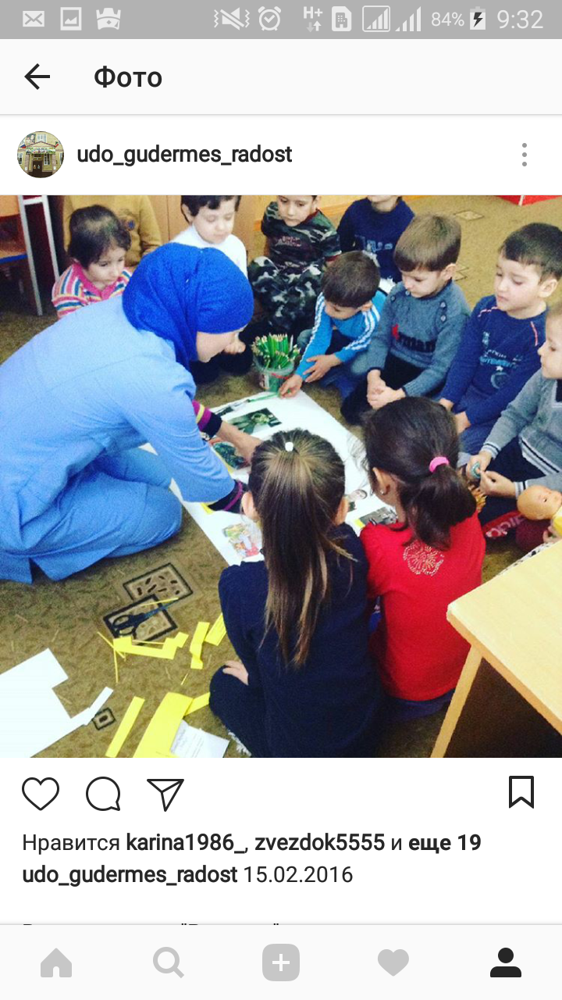 84% 9:32
Фото
udo_gudermes_radost
Нравится karina1986_, zvezdok5555 и еще 19
udo_gudermes_radost 15.02.2016